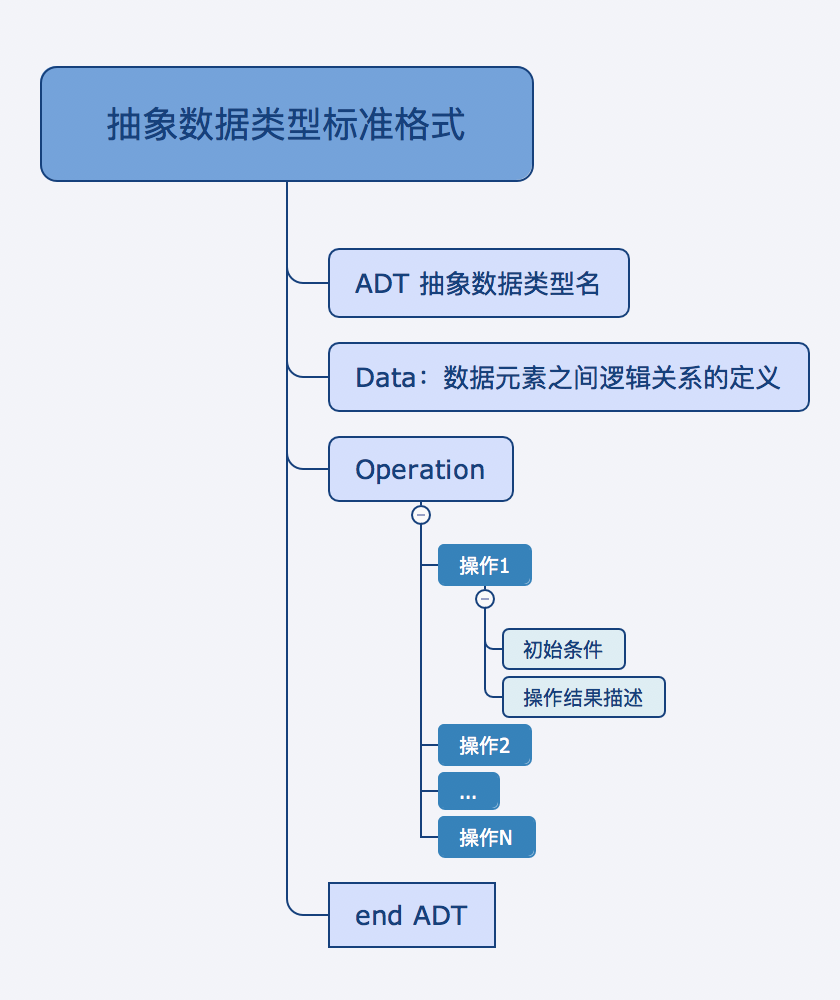 抽象数据类型标准格式
ADT 抽象数据类型名
Data：数据元素之间逻辑关系的定义
Operation
操作1
初始条件
操作结果描述
操作2
...
操作N
end ADT